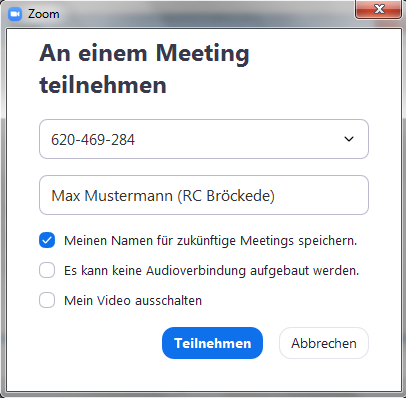 Zoom
An einem Meeting
teilnehmen
620-469-284
Max Mustermann (RC Bröckede)
Meinen Namen für zukünftige Meetings speichern.
Es kann keine Audioverbindung aufgebaut werden.
Mein Video ausschalten
Teilnehmen
Abbrechen